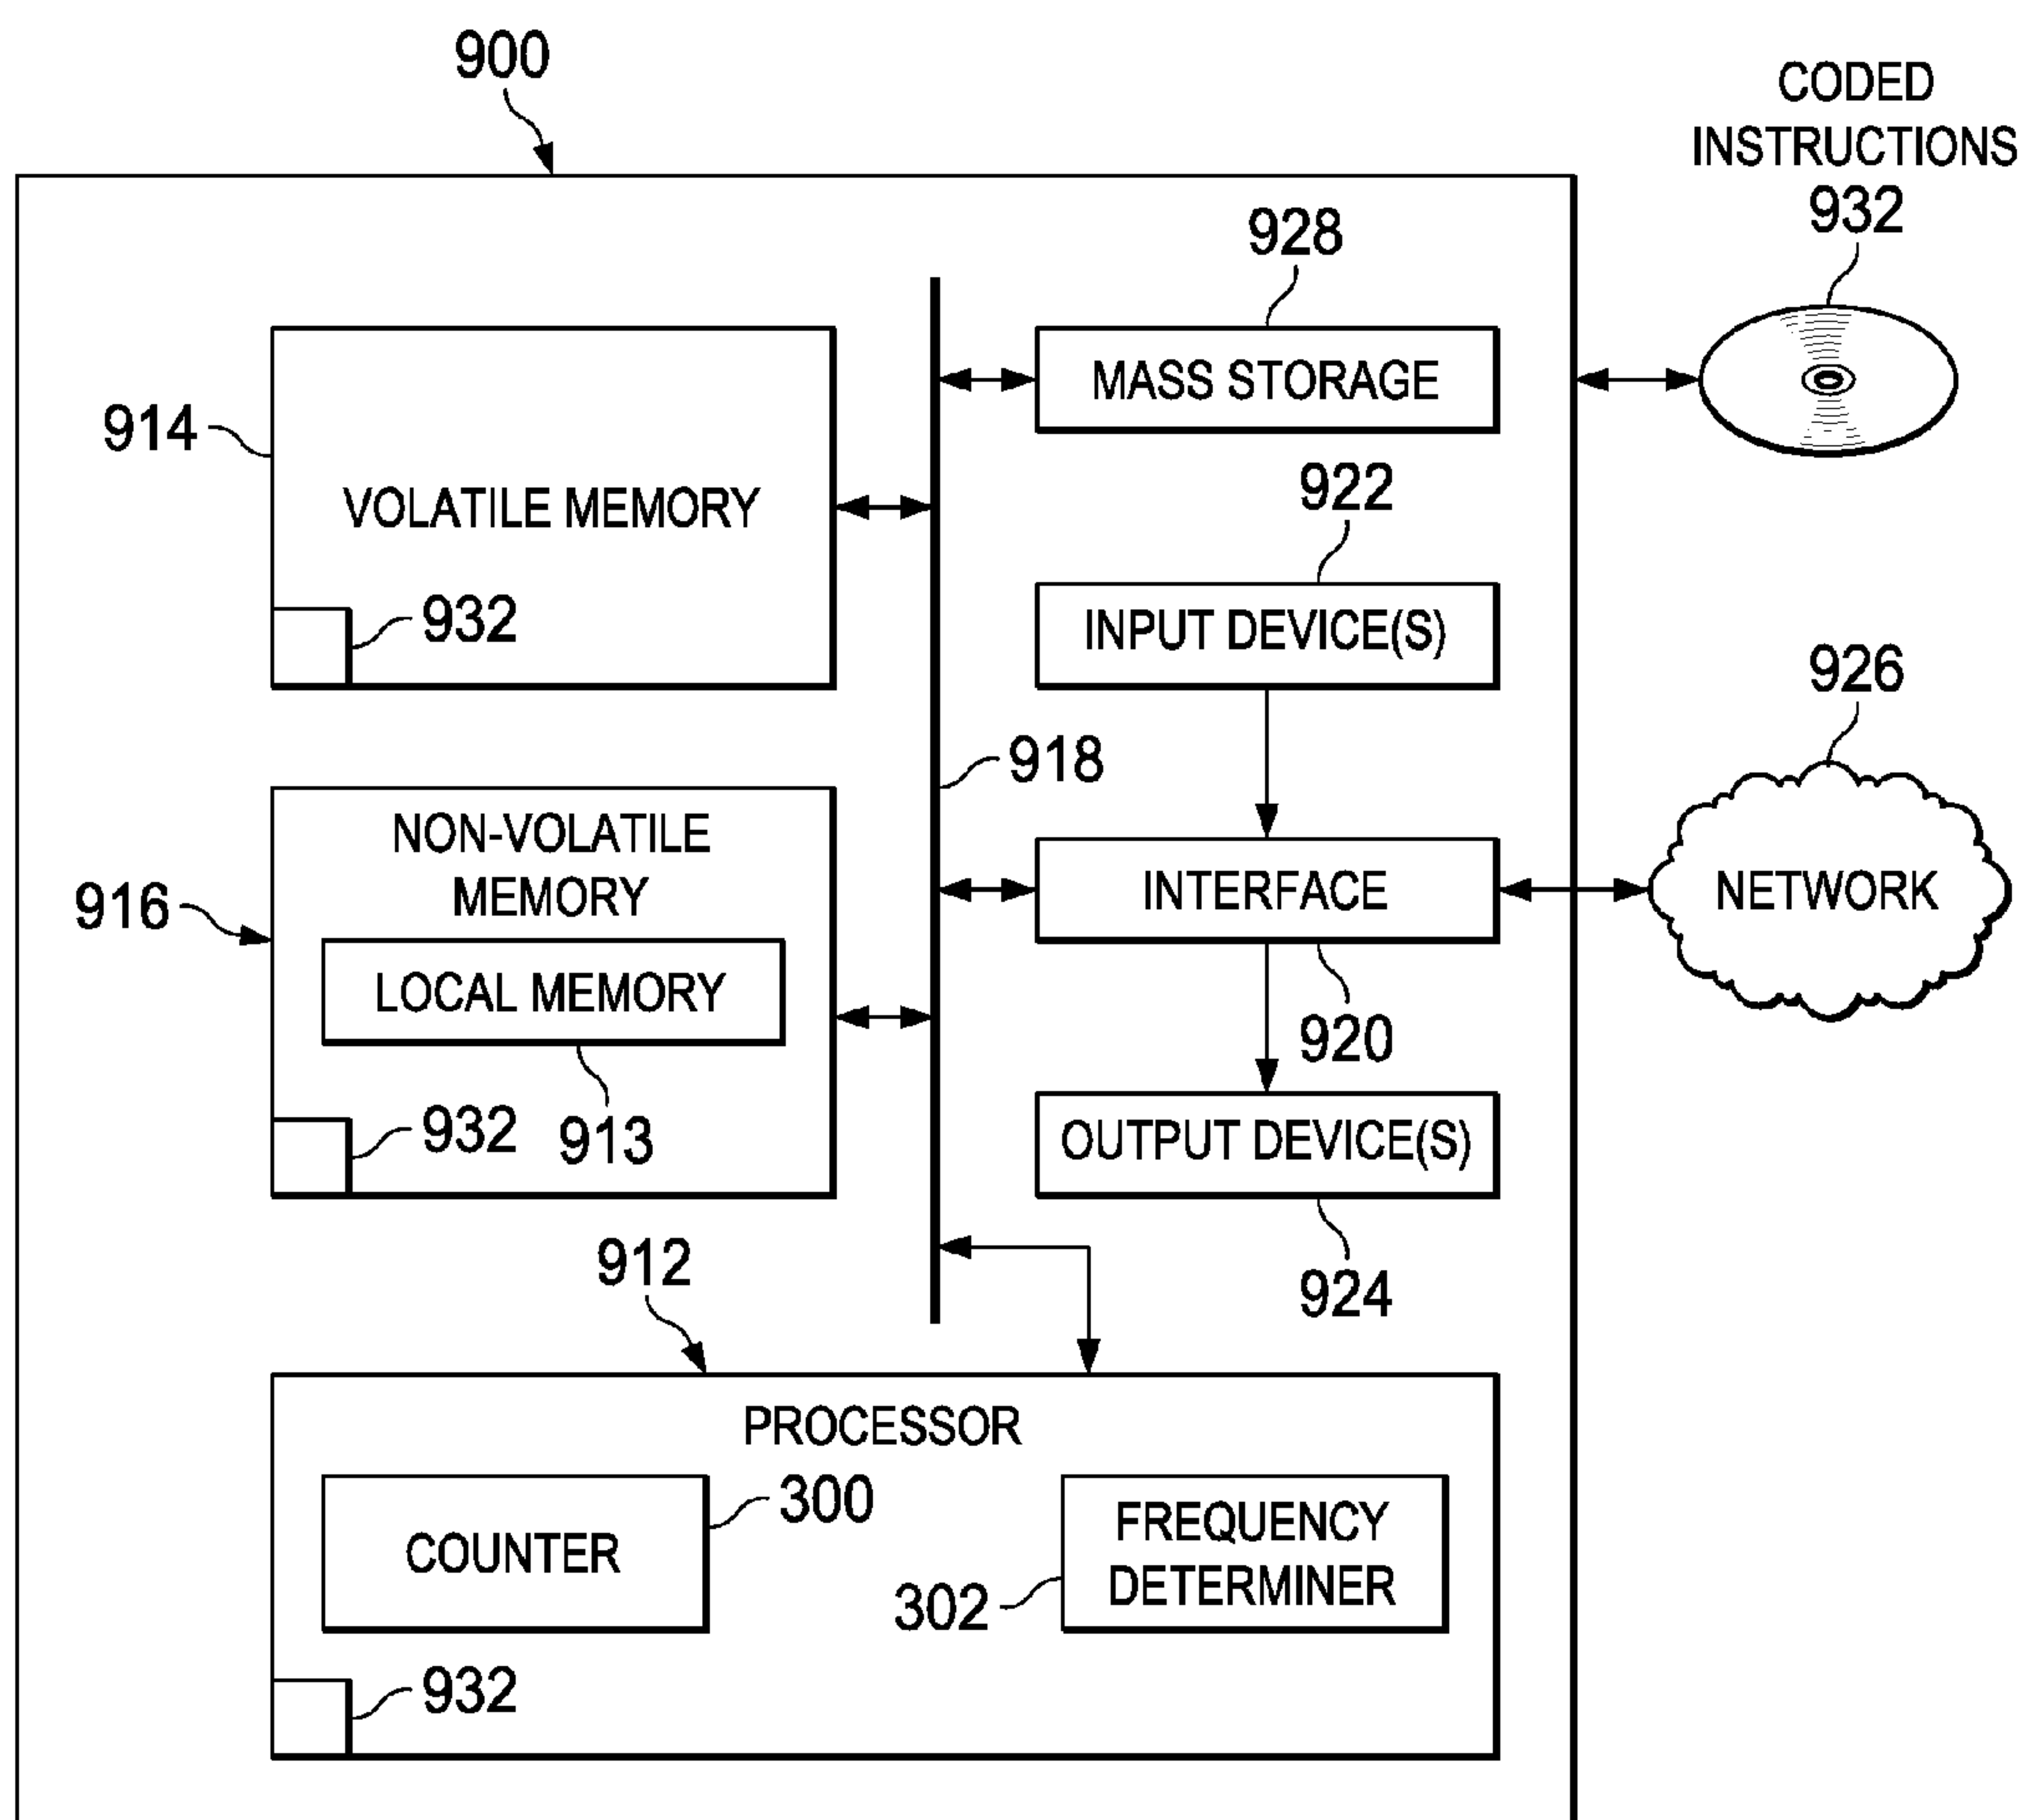 900
CODED
INSTRUCTIONS
932
928
MASS STORAGE
914
VOLATILE MEMORY
932
922
INPUT DEVICE(S)
926
NETWORK
918
NON-VOLATILE
MEMORY
916
LOCAL MEMORY
913
932
INTERFACE
920
OUTPUT DEVICE(S)
924
912
PROCESSOR
COUNTER
300
FREQUENCY
DETERMINER
302
932